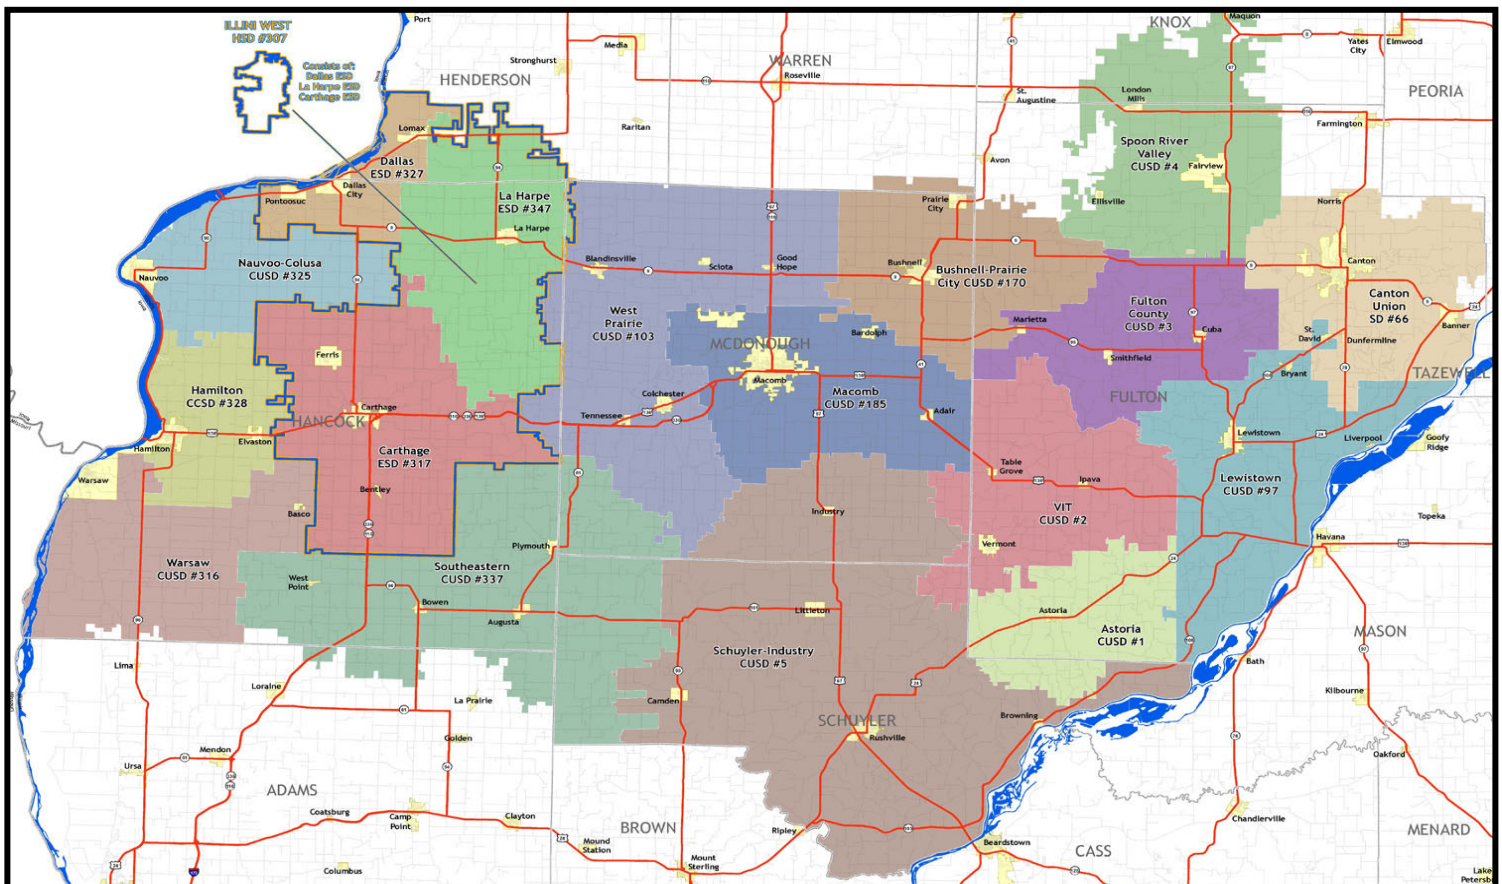 ILLINI WEST
HSD #307
Consists of:
Dallas ESD
La Harpe ESD
Carthage ESD
Port
KNOX
Maquon
Yates
City
Elmwood
Media
Stronghurst
WARREN
Roseville
HENDERSON
St.
Augustine
London
Mills
PEORIA
Farmington
Raritan
Lomax
Avon
Spoon River
Valley
CUSD #4
Fairview
Dallas
ESD #327
Dallas
City
Pontoosuc
La Harpe
ESD #347
La Harpe
Prairie
City
Ellisville
Norris
Nauvoo-Colusa
CUSD #325
Nauvoo
Blandinsville
Sciota
Good
Hope
Bushnell
Bushnell-Prairie
City CUSD #170
Canton
Canton
Union
SD #66
Banner
West
Prairie
CUSD #103
Fulton
County
CUSD #3
Marietta
Cuba
Smithfield
St.
David
Dunfermline
Bryant
Bardolph
MCDONOUGH
Macomb
Macomb
CUSD #185
Ferris
Hamilton
CCSD #328
HANCOCK
Carthage
Colchester
Tennessee
Adair
FULTON
TAZEWELL
Hamilton
Elvaston
Carthage
ESD #317
Lewistown
Liverpool
Goofy
Ridge
Warsaw
Bentley
Table
Grove
Ipava
Lewistown
CUSD #97
Basco
Industry
VIT
CUSD #2
Topeka
Plymouth
Vermont
Havana
Warsaw
CUSD #316
West
Point
Southeastern
CUSD #337
Bowen
Augusta
Littleton
Astoria
Astoria
CUSD #1
MASON
Lima
Schuyler-Industry
CUSD #5
Bath
Loraine
La Prairie
Camden
Kilbourne
Browning
SCHUYLER
Rushville
Golden
Mendon
Ursa
Oakford
ADAMS
Coatsburg
Camp
Point
Clayton
BROWN
Ripley
Chandlerville
MENARD
Mound
Station
Beardstown
CASS
Mount
Sterling
Columbus
Lake